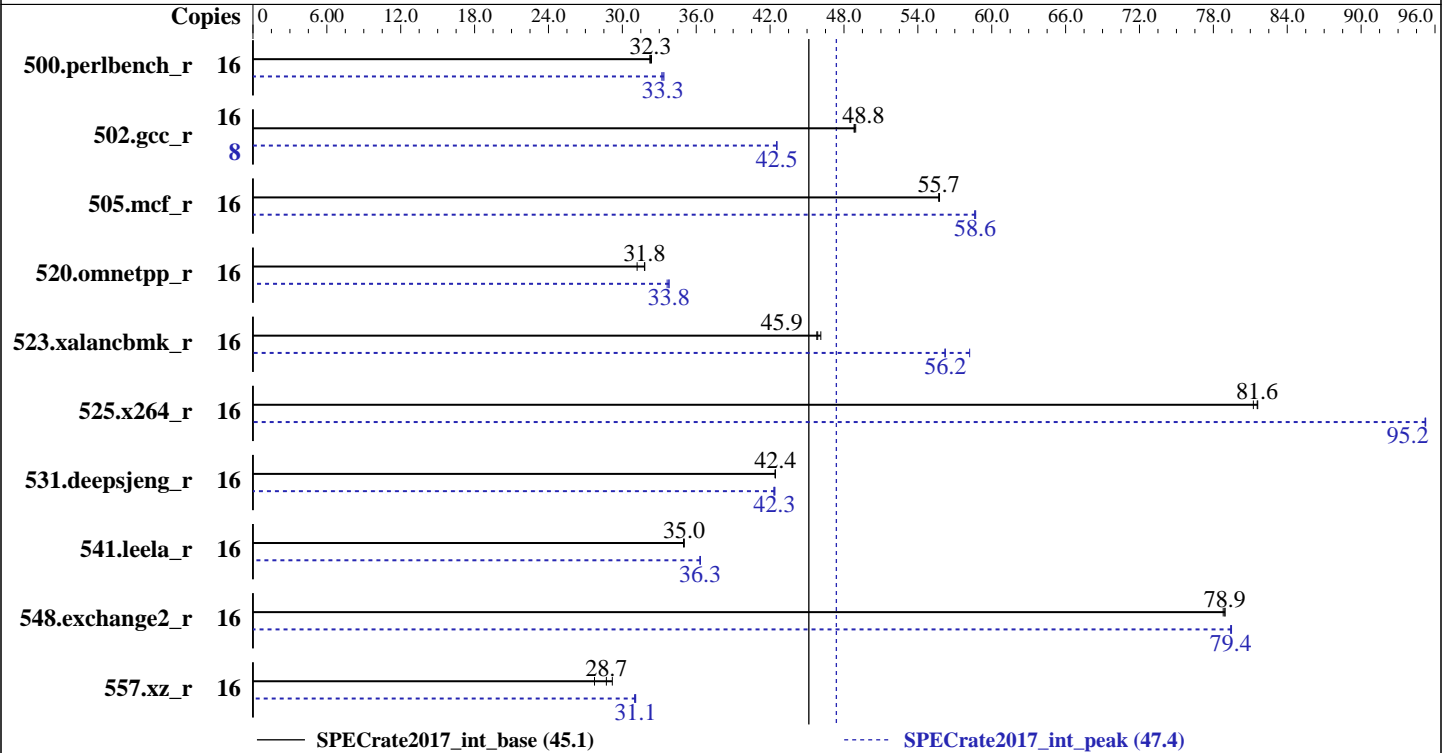 Copies 0 6.00 12.0 18.0 24.0 30.0 36.0 42.0 48.0 54.0 60.0 66.0 72.0 78.0 84.0 90.0 96.0
32.3
500.perlbench_r 16
33.3
16 48.8
502.gcc_r
8 42.5
55.7
505.mcf_r 16
58.6
31.8
520.omnetpp_r 16
33.8
45.9
523.xalancbmk_r 16
56.2
81.6
525.x264_r 16
95.2
42.4
531.deepsjeng_r 16
42.3
35.0
541.leela_r 16
36.3
78.9
548.exchange2_r 16
79.4
28.7
557.xz_r 16
31.1
SPECrate2017_int_base (45.1) SPECrate2017_int_peak (47.4)